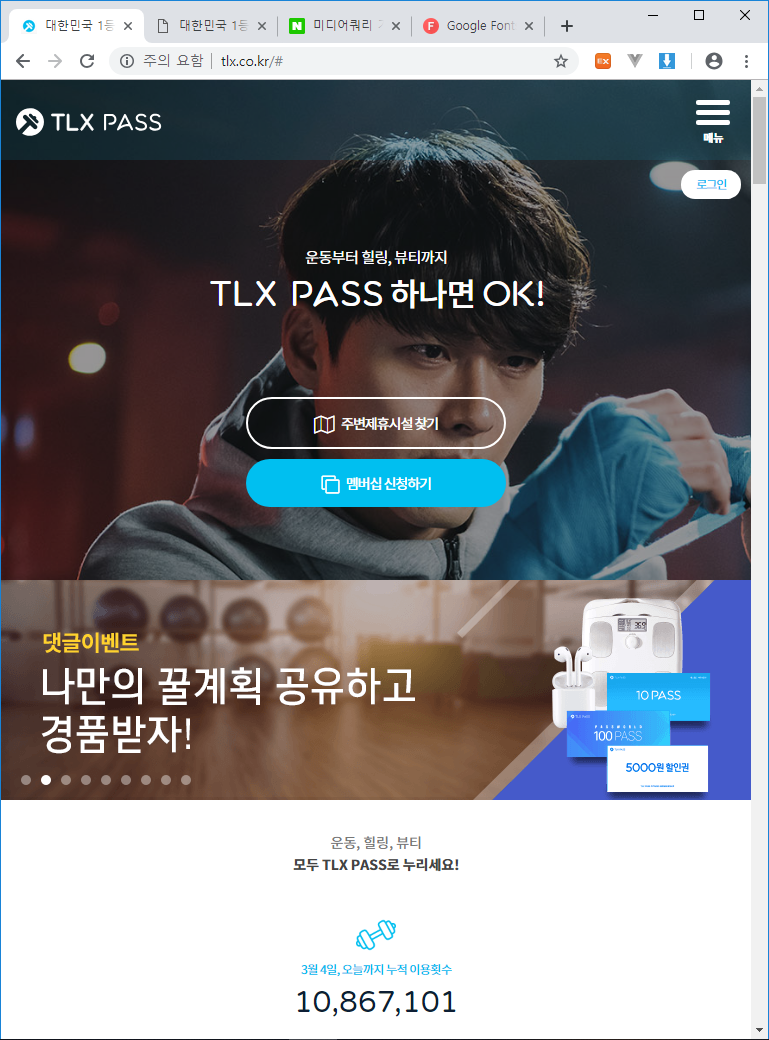 대한민국 1등
대한민국 1등
미디어쿼리
Google Font
주의 요함
tlx.co.kr/#
TLX PASS
메뉴
로그인
운동부터 힐링, 뷰티까지
TLX PASS 하나면 OK!
주변제휴시설 찾기
멤버십 신청하기
댓글이벤트
나만의 꿀계획 공유하고
경품받자!
10 PASS
100 PASS
5000원 할인권
운동, 힐링, 뷰티
모두 TLX PASS로 누리세요!
3월 4일, 오늘까지 누적 이용횟수
10,867,101